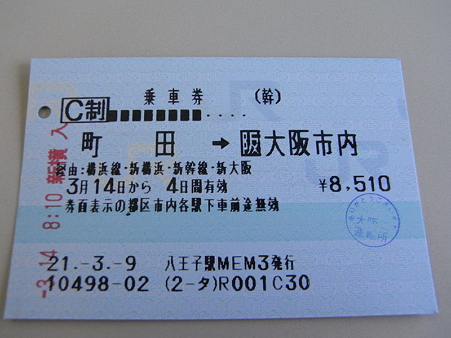 乗車券 (幹)
C制 ■■■■■■■■■・・・・
町田 → 阪大阪市内
経由:横浜線・新横浜・新幹線・新大阪
3月14日から 4日間有効 ¥8,510
券面表示の都区市内各駅下車前途無効
21.-3.-9 八王子駅MEM3発行
10498-02 (2-タ)R001C30
-3.14 8:10 新横 入